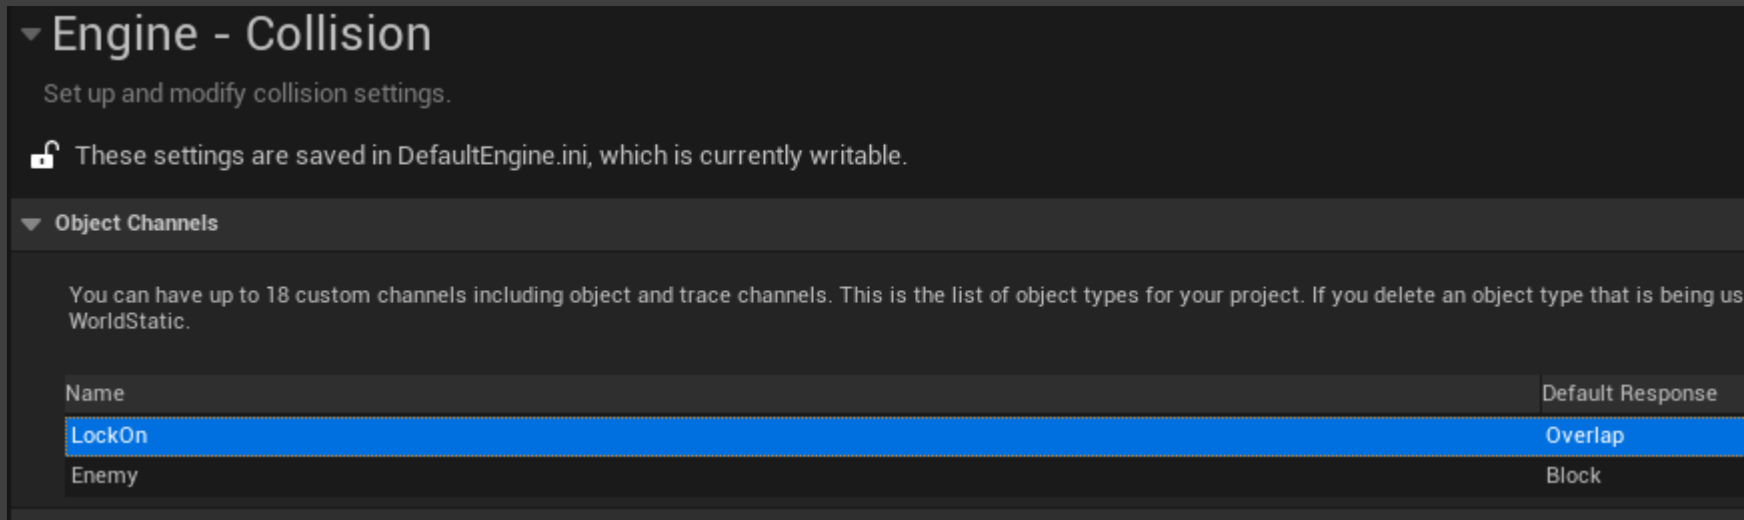 Engine - Collision
Set up and modify collision settings.
These settings are saved in DefaultEngine.ini, which is currently writable.
Object Channels
You can have up to 18 custom channels including object and trace channels. This is the list of object types for your project. If you delete an object type that is being us
WorldStatic.
Name Default Response
LockOn Overlap
Enemy Block